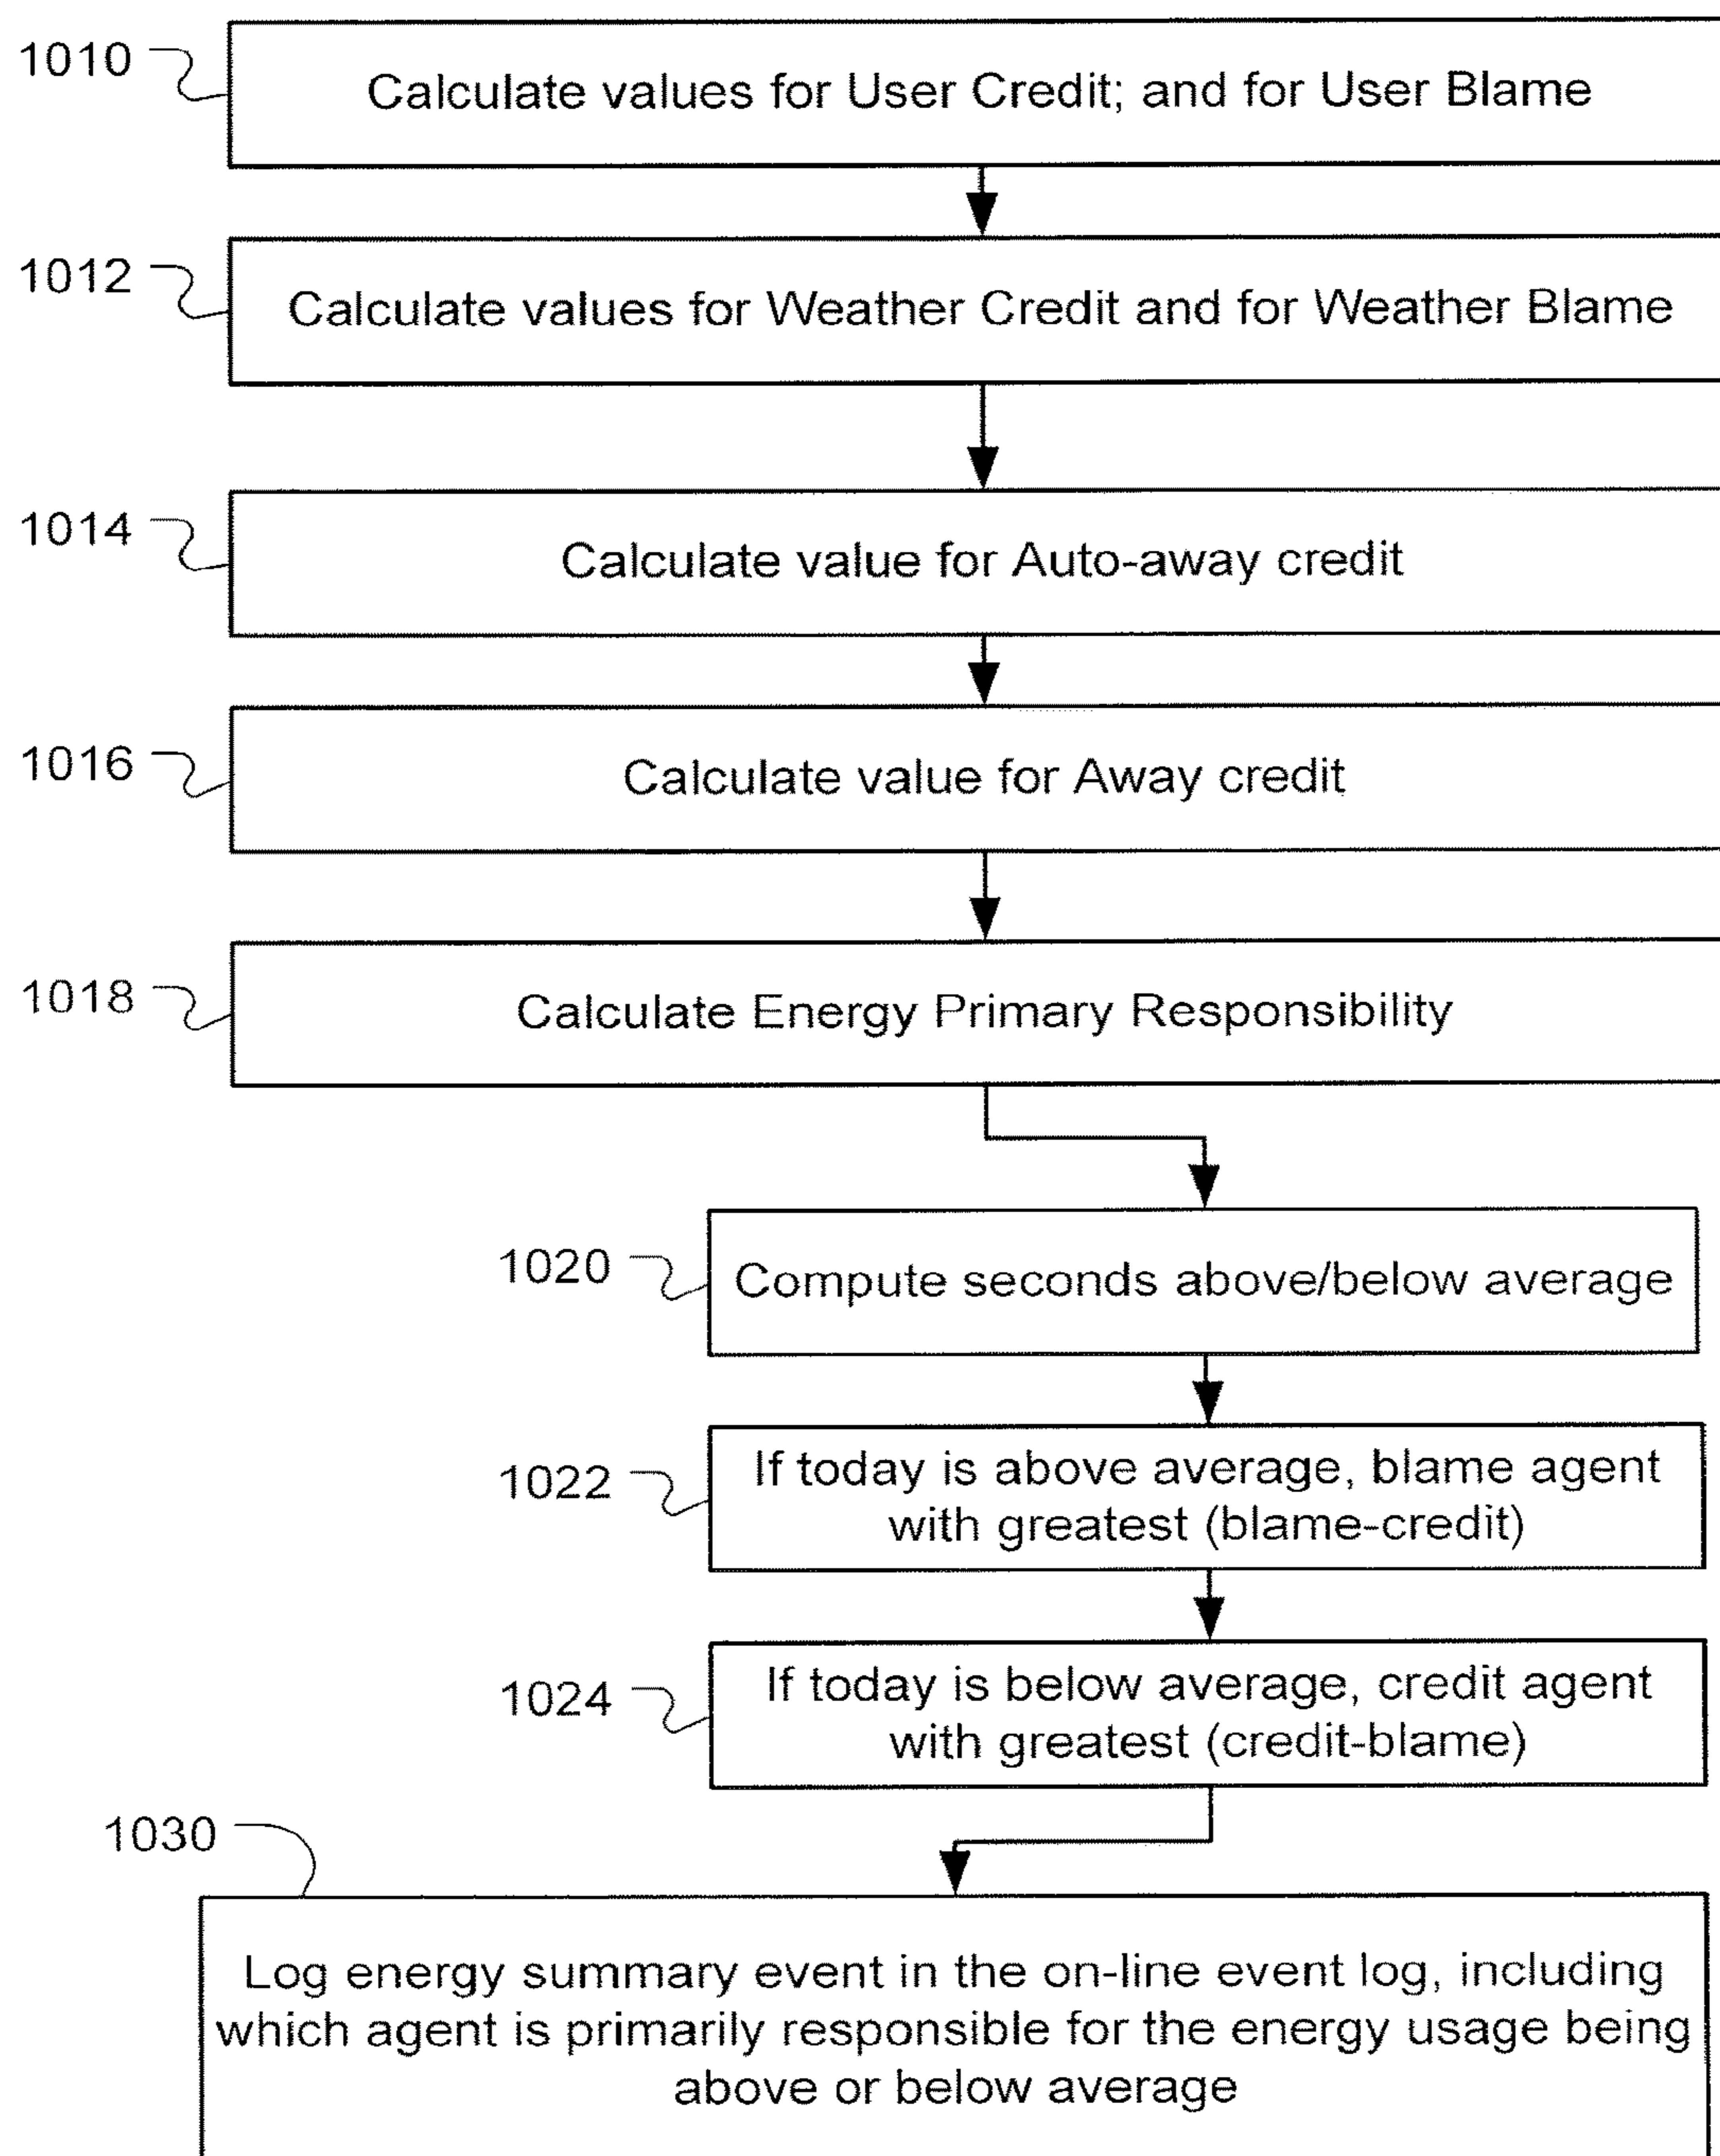 1010
Calculate values for User Credit; and for User Blame
1012
Calculate values for Weather Credit and for Weather Blame
1014
Calculate value for Auto-away credit
1016
Calculate value for Away credit
1018
Calculate Energy Primary Responsibility
1020
Compute seconds above/below average
1022
If today is above average, blame agent
with greatest (blame-credit)
1024
If today is below average, credit agent
with greatest (credit-blame)
1030
Log energy summary event in the on-line event log, including
which agent is primarily responsible for the energy usage being
above or below average